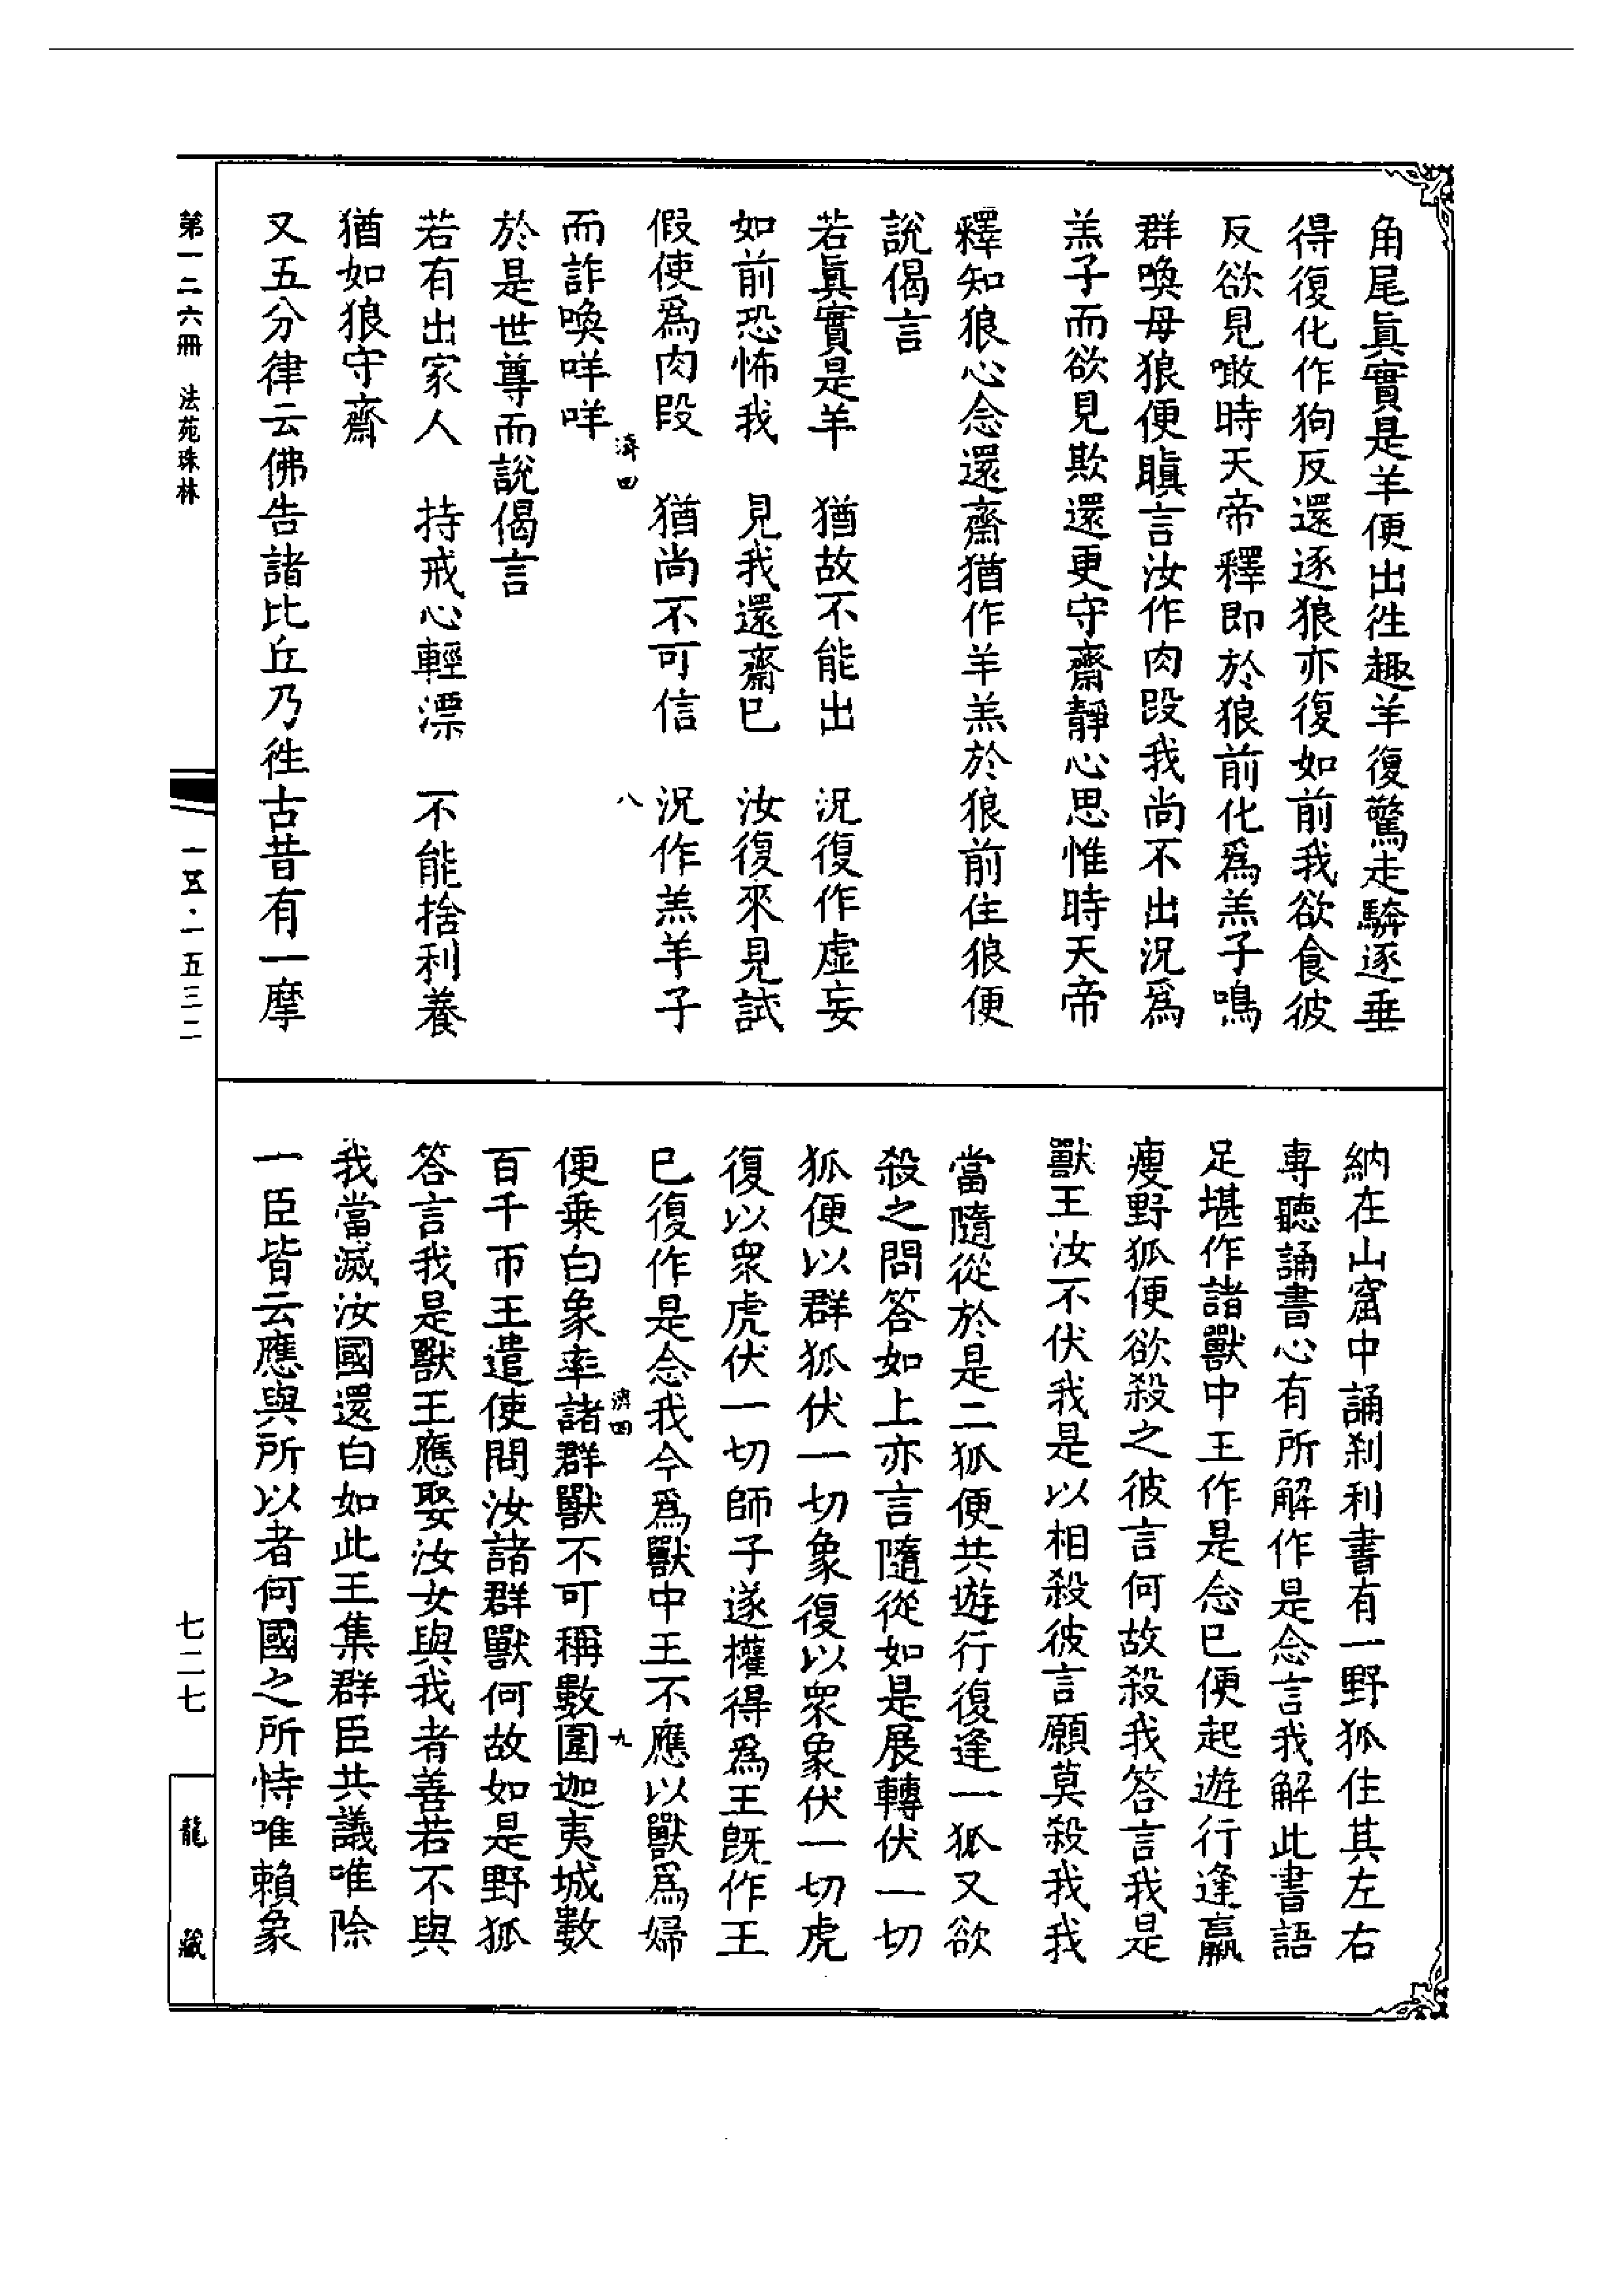 角尾眞實是羊便出徃趣羊復驚走騎逐垂
得復化作狗反還逐狼亦復如前我欲食彼
反欲見噉時天帝釋即於狼前化爲羔子鳴
群喚母狼便瞋言汝作肉段我尚不出況爲
羔子而欲見欺還更守齋靜心思惟時天帝
釋知狼心念還齋猶作羊羔於狼前住狼便
說偈言
若眞實是羊　猶故不能出　況復作虛妄
如前恐怖我　見我還齋巳　汝復來見試
假使爲肉段　猶尚不可信　況作羔羊子
濟四　八
而詐喚咩咩
於是世尊而說偈言
若有出家人　持戒心輕漂　不能捨利養
猶如狼守齋
又五分律云佛告諸比丘乃徃古昔有一摩
納在山窟中誦刹利書有一野狐住其左右
專聽誦書心有所解作是念言我解此書語
足堪作諸獸中王作是念巳便起遊行逢羸
瘦野狐便欲殺之彼言何故殺我答言我是
獸王汝不伏我是以相殺彼言願莫殺我我
當隨從於是二狐便共遊行復逢一狐又欲
殺之問答如上亦言隨從如是展轉伏一切
狐便以群狐伏一切象復以眾象伏一切虎
復以眾虎伏一切師子遂權得爲王旣作王
巳復作是念我今爲獸中王不應以獸爲婦
濟四　九
便乗白象率諸群獸不可稱數圍迦夷城數
百千帀王遣使問汝諸群獸何故如是野狐
答言我是獸王應娶汝女與我者善若不與
我當滅汝國還白如此王集群臣共議唯除
一臣皆云應與所以者何國之所恃唯賴象
第一二六冊　法苑珠林
一五·一五三二
七二七
龍藏